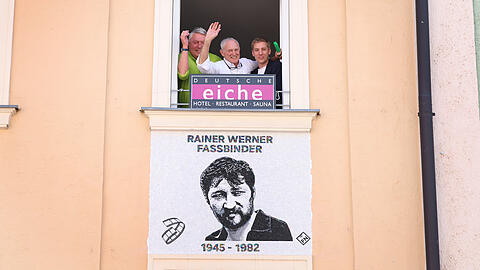 DEUTSCHE
eiche
HOTEL · RESTAURANT · SAUNA
RAINER WERNER
FASSBINDER
1945 - 1982